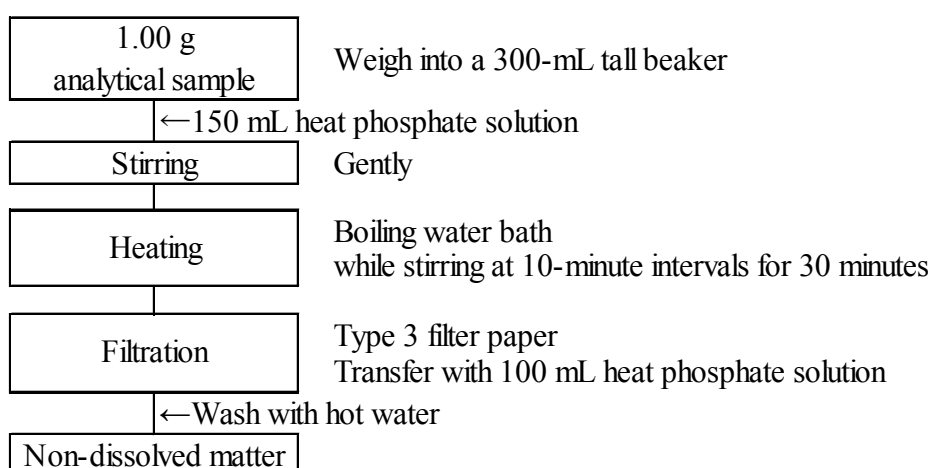 1.00 g
analytical sample
Weigh into a 300-mL tall beaker
←150 mL heat phosphate solution
Stirring
Gently
Heating
Boiling water bath
while stirring at 10-minute intervals for 30 minutes
Filtration
Type 3 filter paper
Transfer with 100 mL heat phosphate solution
←Wash with hot water
Non-dissolved matter